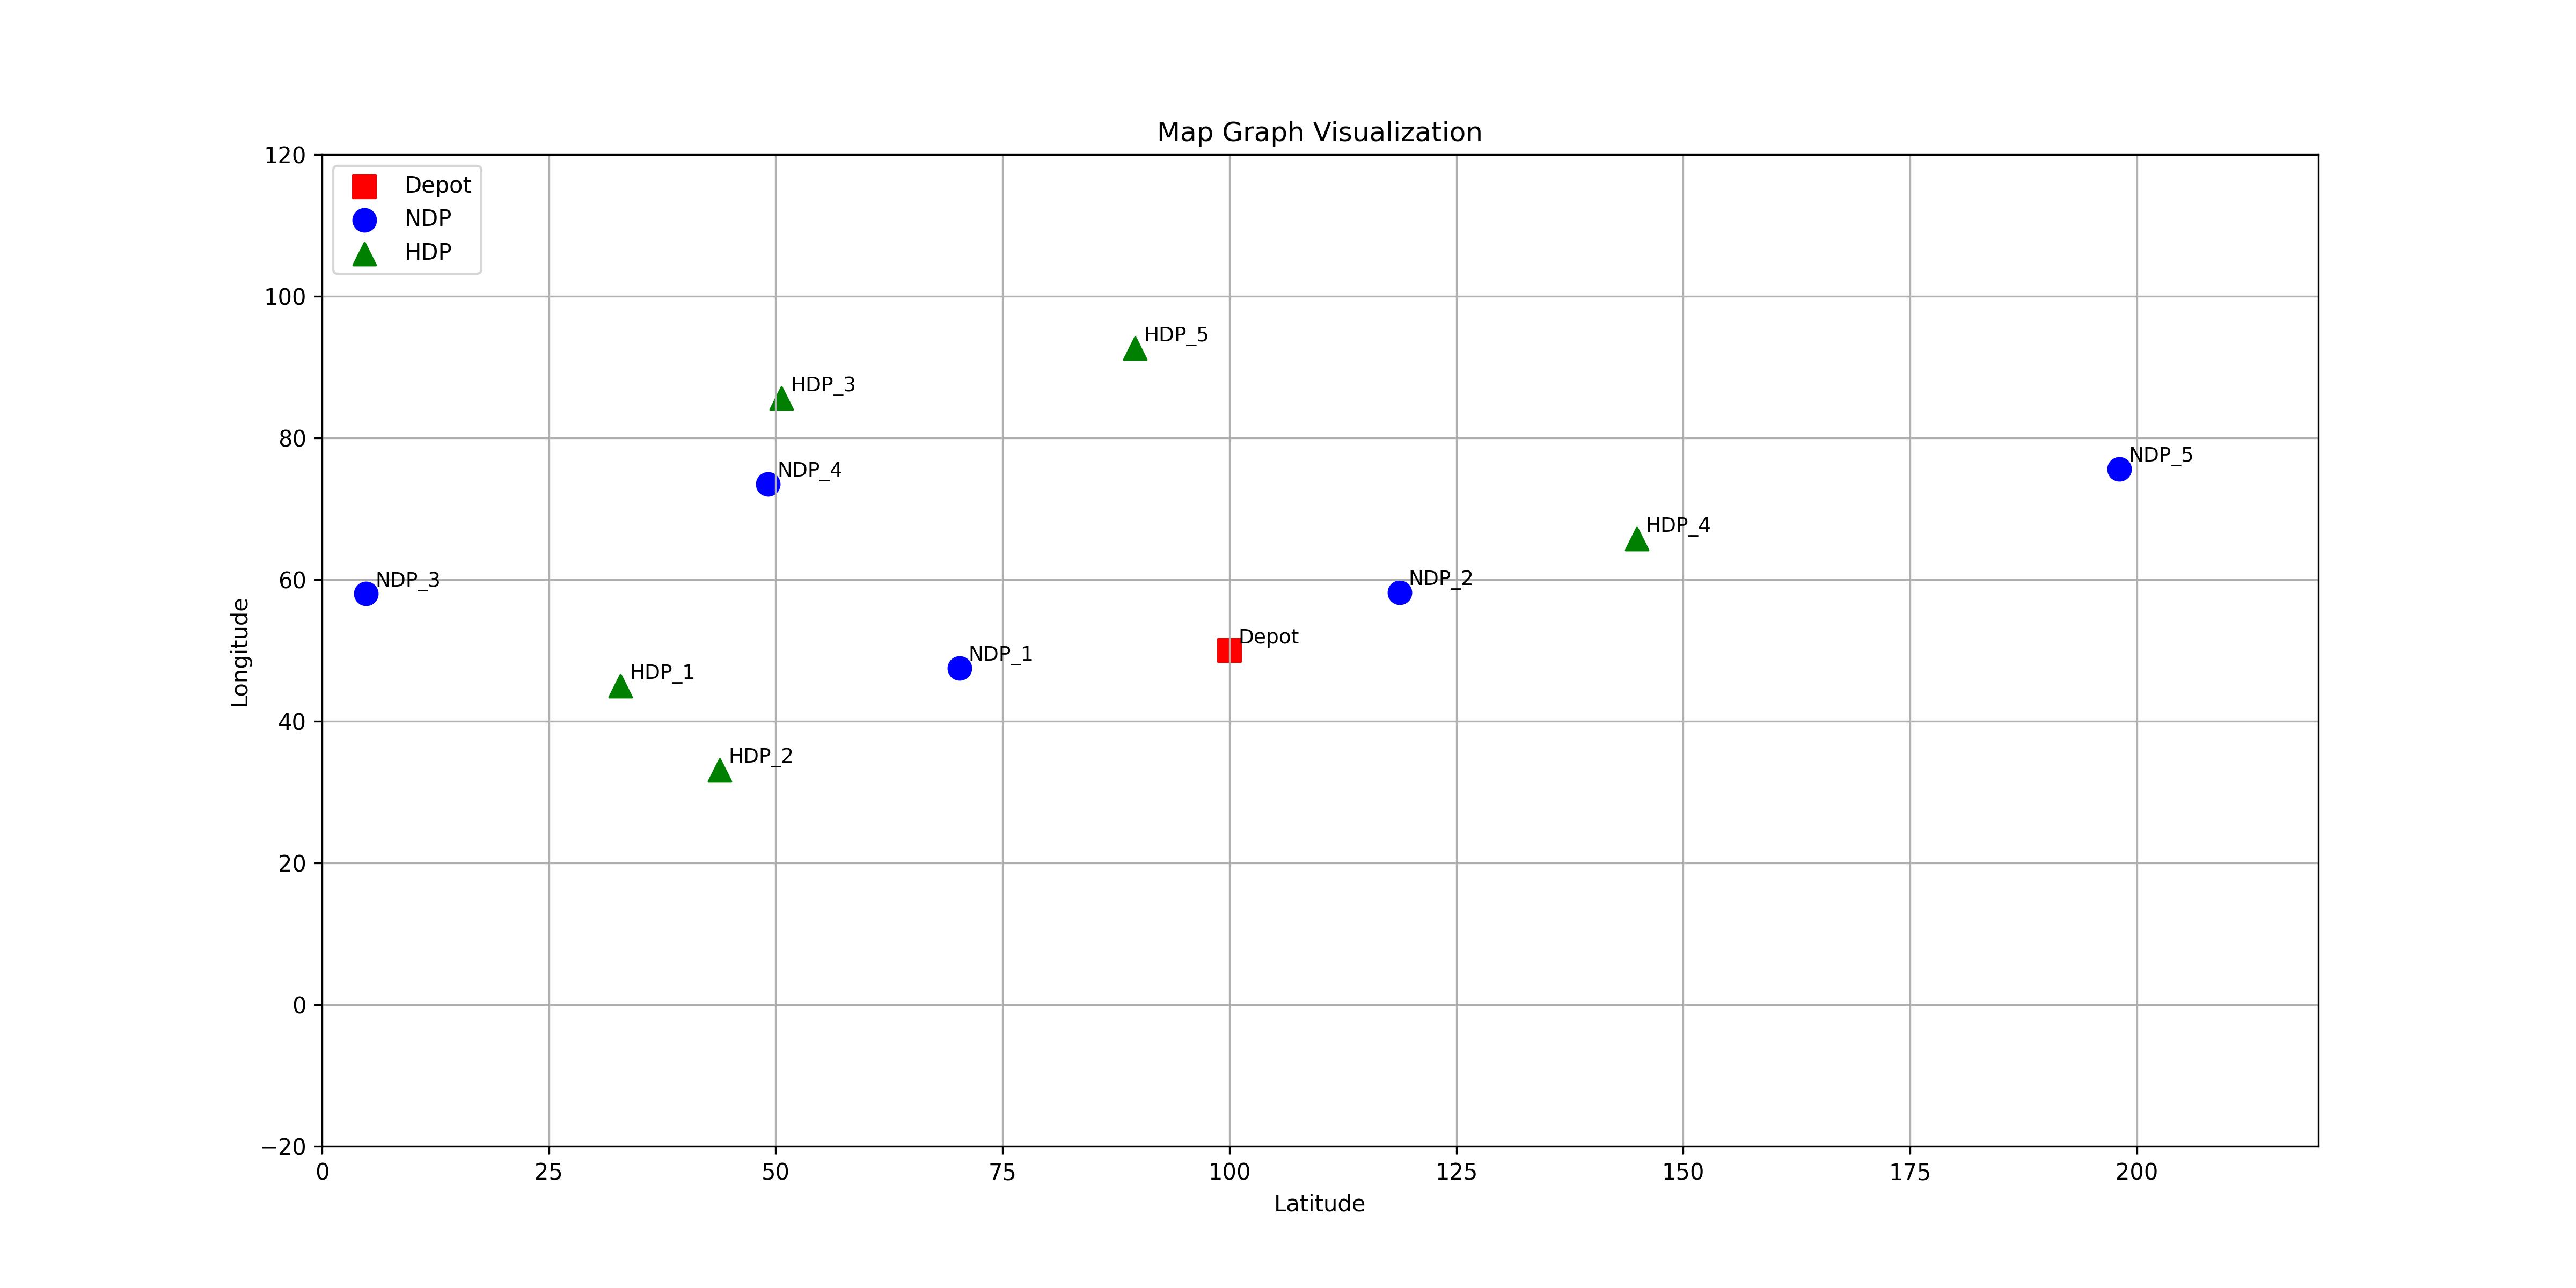 Map Graph Visualization
120
100
80
60
40
20
0
−20
Longitude
Depot
NDP
HDP
HDP_5
HDP_3
NDP_5
NDP_4
HDP_4
NDP_3
NDP_2
Depot
NDP_1
HDP_1
HDP_2
0 25 50 75 100 125 150 175 200
Latitude